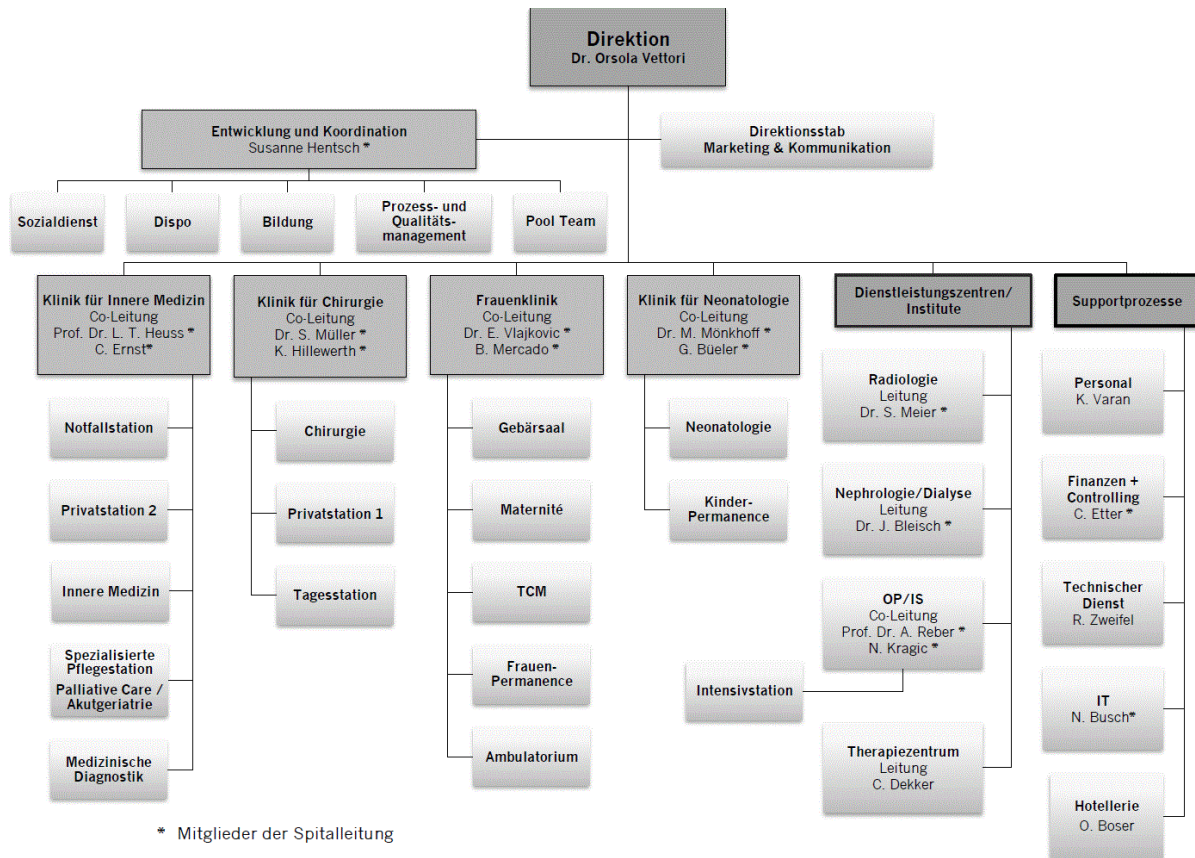 Direktion
Dr. Orsola Vettori
Entwicklung und Koordination
Susanne Hentsch *
Direktionsstab
Marketing & Kommunikation
Sozialdienst
Dispo
Bildung
Prozess- und
Qualitäts-
management
Pool Team
Klinik für Innere Medizin
Co-Leitung
Prof. Dr. L. T. Heuss *
C. Ernst*
Klinik für Chirurgie
Co-Leitung
Dr. S. Müller *
K. Hillewerth *
Frauenklinik
Co-Leitung
Dr. E. Vlajkovic *
B. Mercado *
Klinik für Neonatologie
Co-Leitung
Dr. M. Mönkhoff *
G. Büeler *
Dienstleistungszentren/
Institute
Supportprozesse
Notfallstation
Privatstation 2
Innere Medizin
Spezialisierte
Pflegestation
Palliative Care /
Akutgeriatrie
Medizinische
Diagnostik
Chirurgie
Privatstation 1
Tagesstation
Gebärsaal
Maternité
TCM
Frauen-
Permanence
Ambulatorium
Neonatologie
Kinder-
Permanence
Radiologie
Leitung
Dr. S. Meier *
Nephrologie/Dialyse
Leitung
Dr. J. Bleisch *
OP/IS
Co-Leitung
Prof. Dr. A. Reber *
N. Kragic *
Intensivstation
Therapiezentrum
Leitung
C. Dekker
Personal
K. Varan
Finanzen +
Controlling
C. Etter *
Technischer
Dienst
R. Zweifel
IT
N. Busch*
Hotellerie
O. Boser
* Mitglieder der Spitalleitung